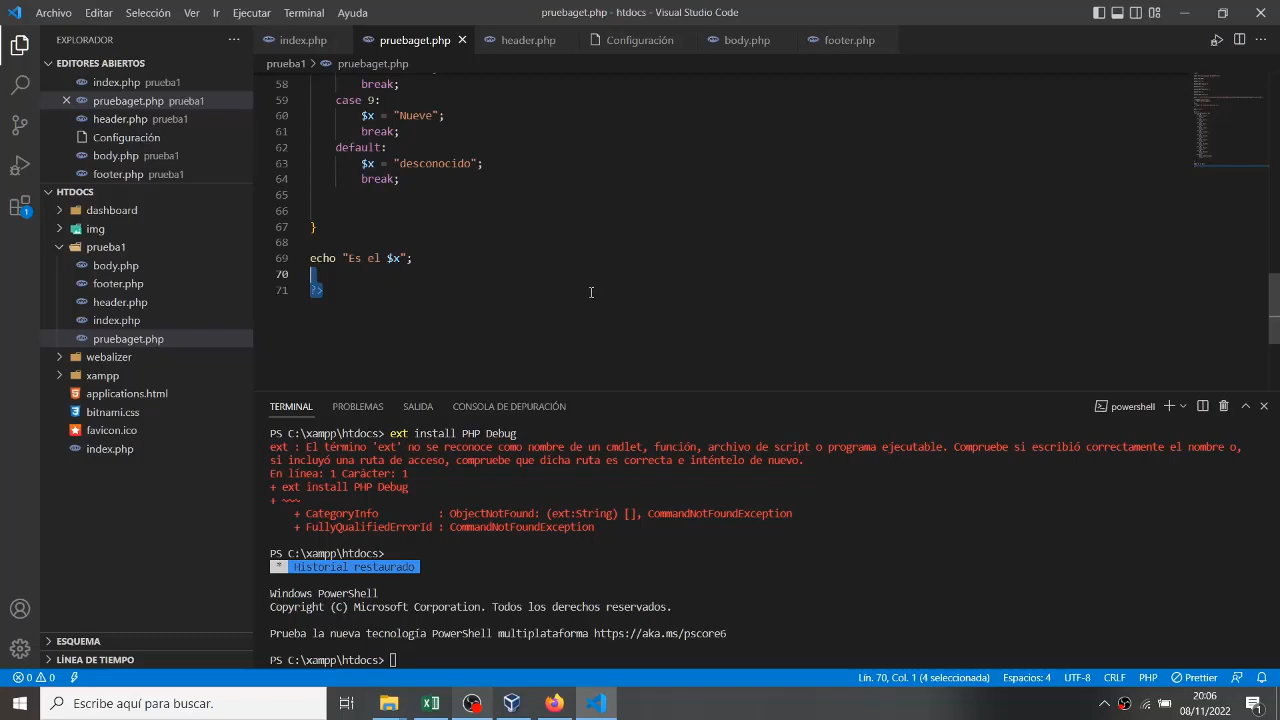 Archivo Editar Selección Ver Ir Ejecutar Terminal Ayuda
pruebaget.php - htdocs - Visual Studio Code
EXPLORADOR
EDITORES ABIERTOS
index.php prueba1
pruebaget.php prueba1
header.php prueba1
Configuración
body.php prueba1
footer.php prueba1
HTDOCS
dashboard
img
prueba1
body.php
footer.php
header.php
index.php
pruebaget.php
webalizer
xampp
applications.html
bitnami.css
favicon.ico
index.php
ESQUEMA
LÍNEA DE TIEMPO
index.php pruebaget.php header.php Configuración body.php footer.php
prueba1 > pruebaget.php
58 break;
59 case 9:
60 $x = "Nueve";
61 break;
62 default:
63 $x = "desconocido";
64 break;
65
66
67 }
68
69 echo "Es el $x";
70
71 ?>
TERMINAL PROBLEMAS SALIDA CONSOLA DE DEPURACIÓN
powershell
PS C:\xampp\htdocs> ext install PHP Debug
ext : El término 'ext' no se reconoce como nombre de un cmdlet, función, archivo de script o programa ejecutable. Compruebe si escribió correctamente el nombre o,
si incluyó una ruta de acceso, compruebe que dicha ruta es correcta e inténtelo de nuevo.
En línea: 1 Carácter: 1
+ ext install PHP Debug
+ ~~~
+ CategoryInfo : ObjectNotFound: (ext:String) [], CommandNotFoundException
+ FullyQualifiedErrorId : CommandNotFoundException
PS C:\xampp\htdocs>
* Historial restaurado
Windows PowerShell
Copyright (C) Microsoft Corporation. Todos los derechos reservados.
Prueba la nueva tecnología PowerShell multiplataforma https://aka.ms/pscore6
PS C:\xampp\htdocs>
0 0
Lín. 70, Col. 1 (4 seleccionada) Espacios: 4 UTF-8 CRLF PHP Prettier
Escribe aquí para buscar.
20:06
08/11/2022
1
1